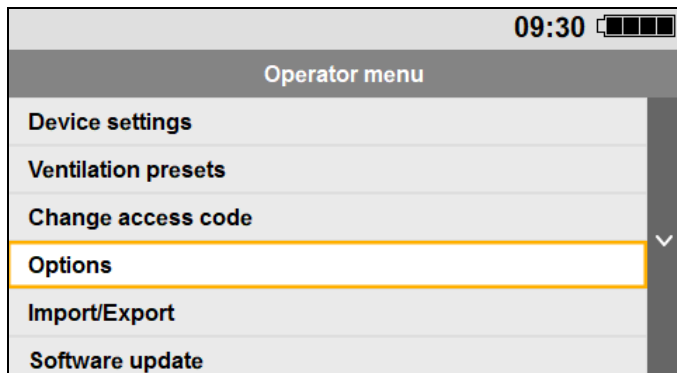 09:30
Operator menu
Device settings
Ventilation presets
Change access code
Options
Import/Export
Software update